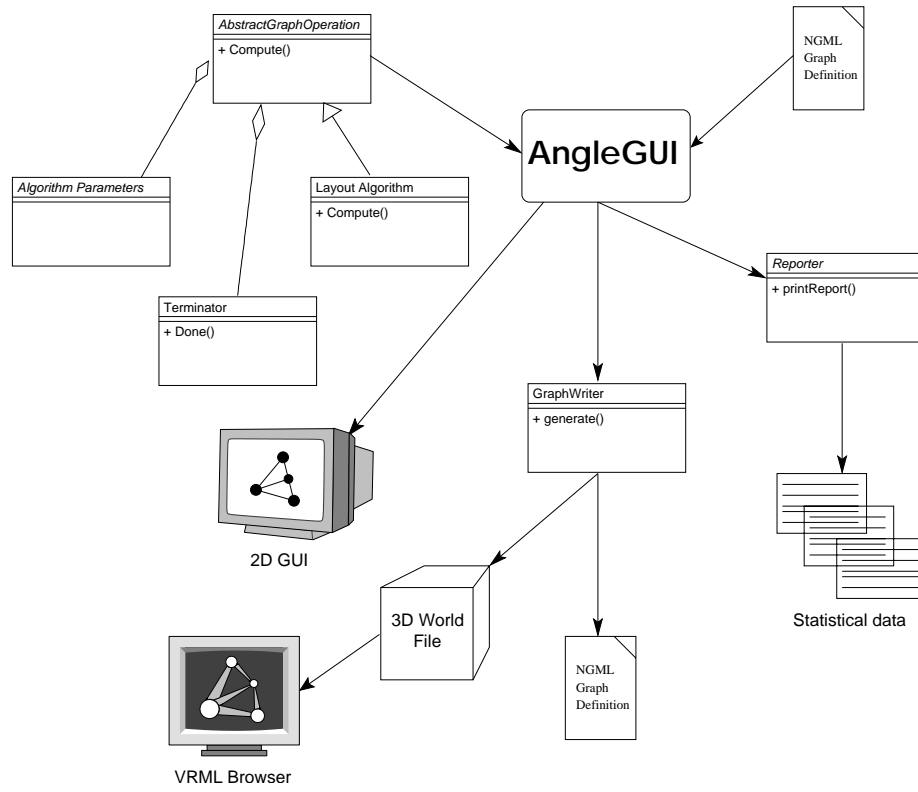 AbstractGraphOperation
+ Compute()
NGML
Graph
Definition
AngleGUI
Algorithm Parameters
Layout Algorithm
+ Compute()
Reporter
+ printReport()
Terminator
+ Done()
GraphWriter
+ generate()
2D GUI
3D World
File
Statistical data
NGML
Graph
Definition
VRML Browser